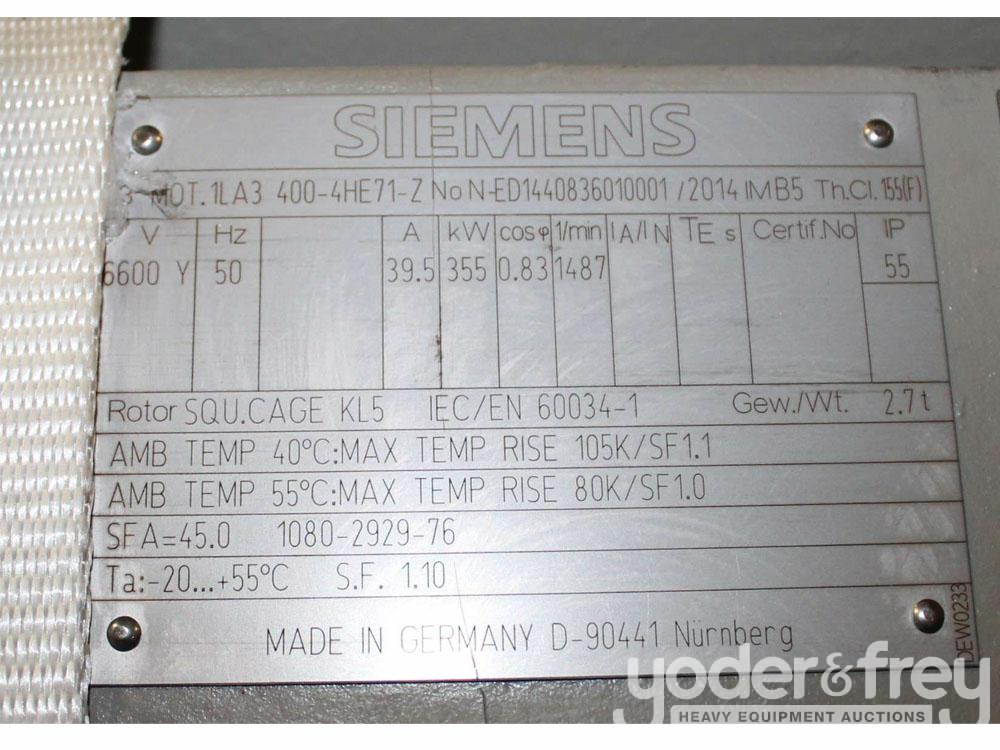 SIEMENS
3~MOT. 1LA3 400-4HE71-Z No N-ED1440836010001 /2014 IM B5 Th.Cl. 155(F)
V Hz A kW cosφ 1/min IA/IN TE s Certif.No IP
6600 Y 50 39.5 355 0.83 1487 55
Rotor SQU.CAGE KL5 IEC/EN 60034-1 Gew./Wt. 2.7t
AMB TEMP 40°C:MAX TEMP RISE 105K/SF1.1
AMB TEMP 55°C:MAX TEMP RISE 80K/SF1.0
SFA=45.0 1080-2929-76
Ta:-20...+55°C S.F. 1.10
MADE IN GERMANY D-90441 Nürnberg
DEW0233
yoder&frey
HEAVY EQUIPMENT AUCTIONS